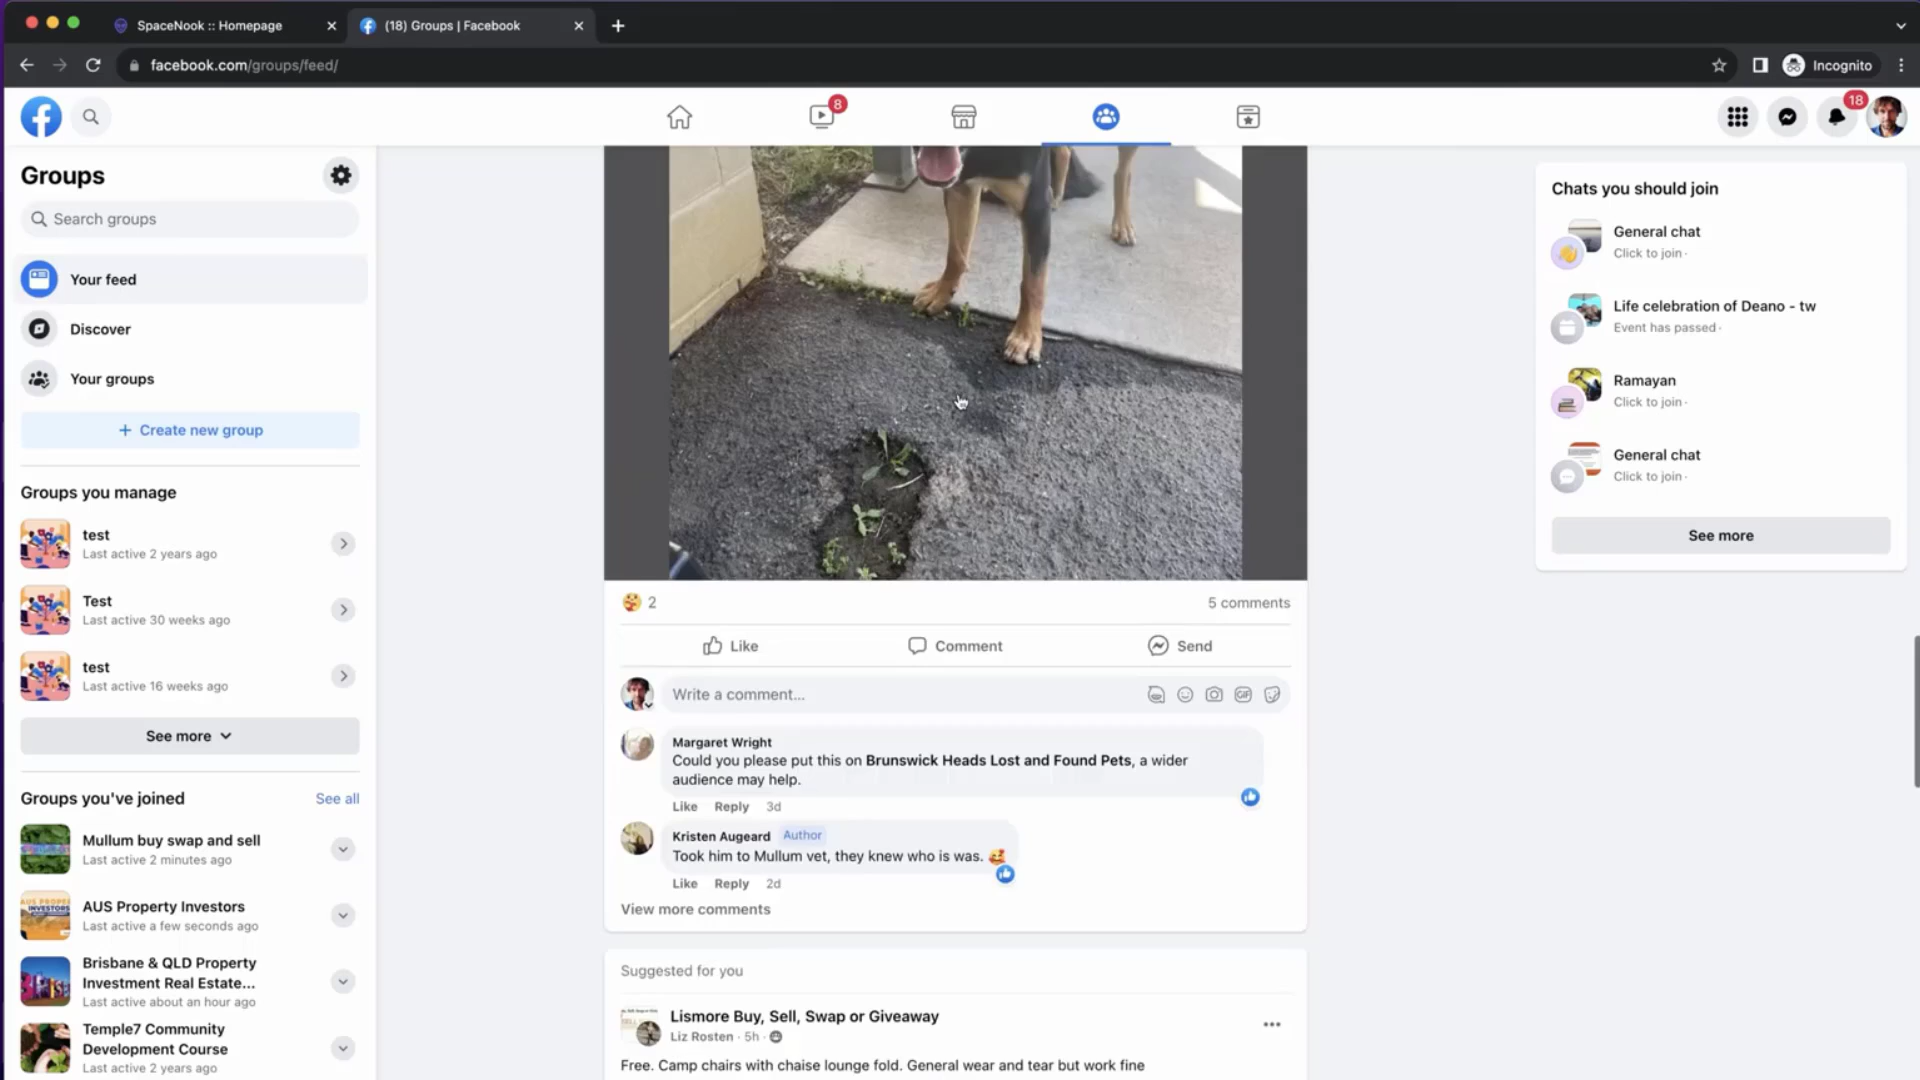 SpaceNook :: Homepage
(18) Groups | Facebook
facebook.com/groups/feed/
Incognito
8
18
Groups
Search groups
Your feed
Discover
Your groups
+ Create new group
Groups you manage
test
Last active 2 years ago
Test
Last active 30 weeks ago
test
Last active 16 weeks ago
See more
Groups you've joined
See all
Mullum buy swap and sell
Last active 2 minutes ago
AUS Property Investors
Last active a few seconds ago
Brisbane & QLD Property
Investment Real Estate...
Last active about an hour ago
Temple7 Community
Development Course
Last active 2 years ago
2
5 comments
Like
Comment
Send
Write a comment...
GIF
Margaret Wright
Could you please put this on Brunswick Heads Lost and Found Pets, a wider
audience may help.
Like Reply 3d
Kristen Augeard Author
Took him to Mullum vet, they knew who is was. 🥰
Like Reply 2d
View more comments
Suggested for you
Lismore Buy, Sell, Swap or Giveaway
Liz Rosten · 5h ·
Free. Camp chairs with chaise lounge fold. General wear and tear but work fine
Chats you should join
General chat
Click to join ·
Life celebration of Deano - tw
Event has passed ·
Ramayan
Click to join ·
General chat
Click to join ·
See more